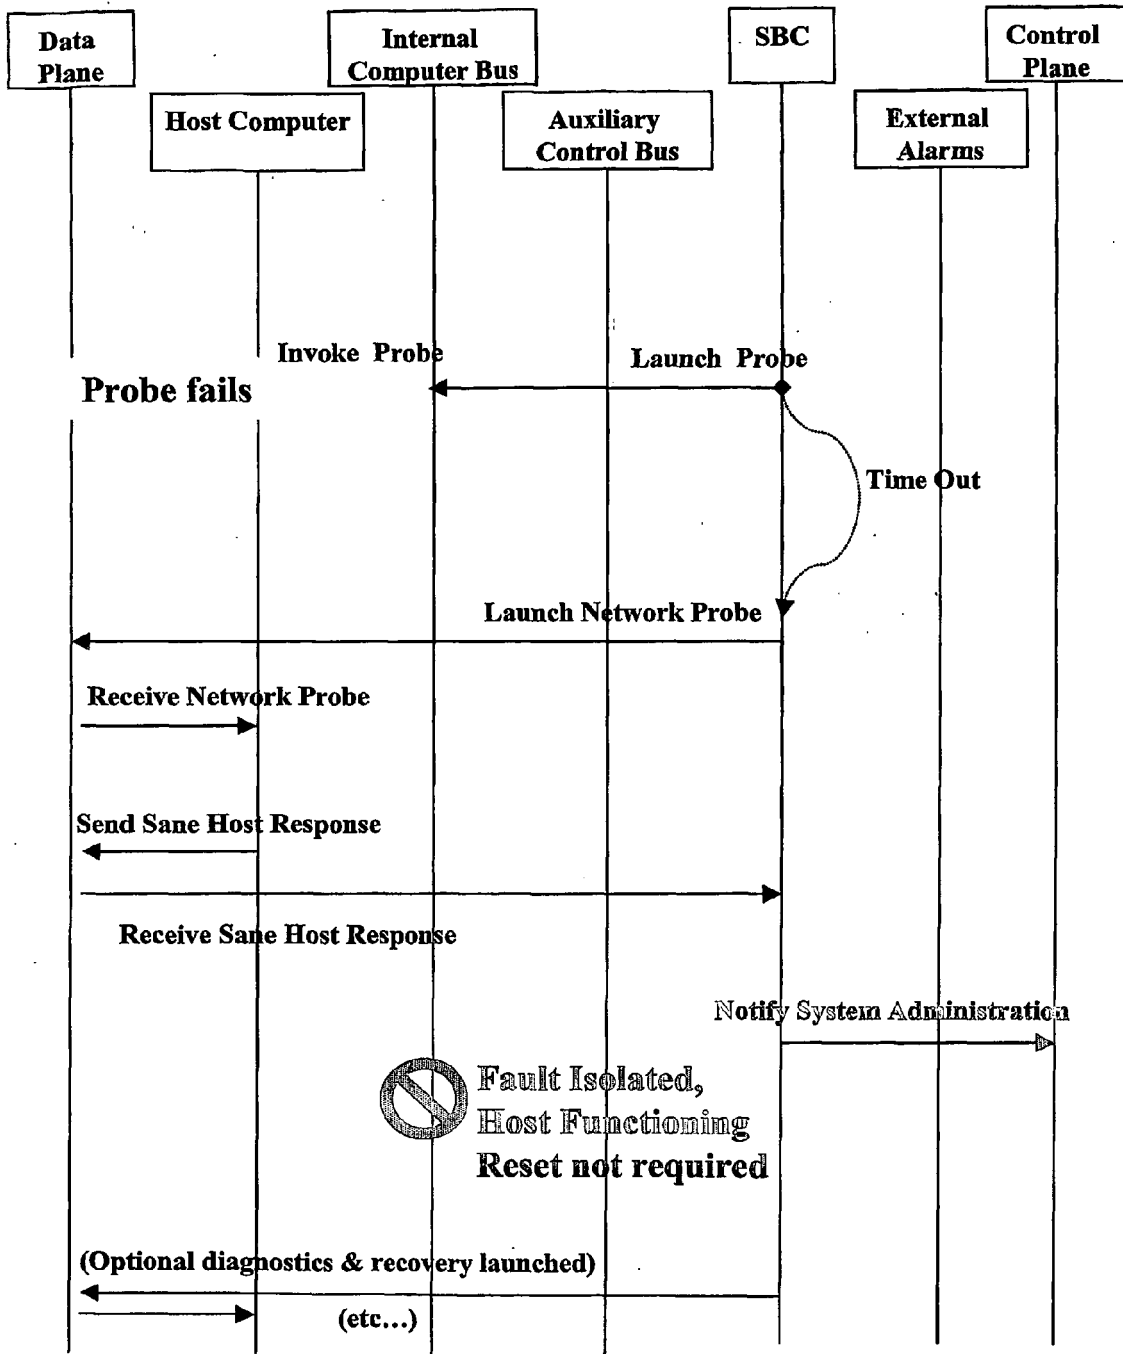 Data
Plane
Internal
Computer Bus
SBC
Control
Plane
Host Computer
Auxiliary
Control Bus
External
Alarms
Invoke Probe
Launch Probe
Probe fails
Time Out
Launch Network Probe
Receive Network Probe
Send Sane Host Response
Receive Sane Host Response
Notify System Administration
Fault Isolated,
Host Functioning
Reset not required
(Optional diagnostics & recovery launched)
(etc...)